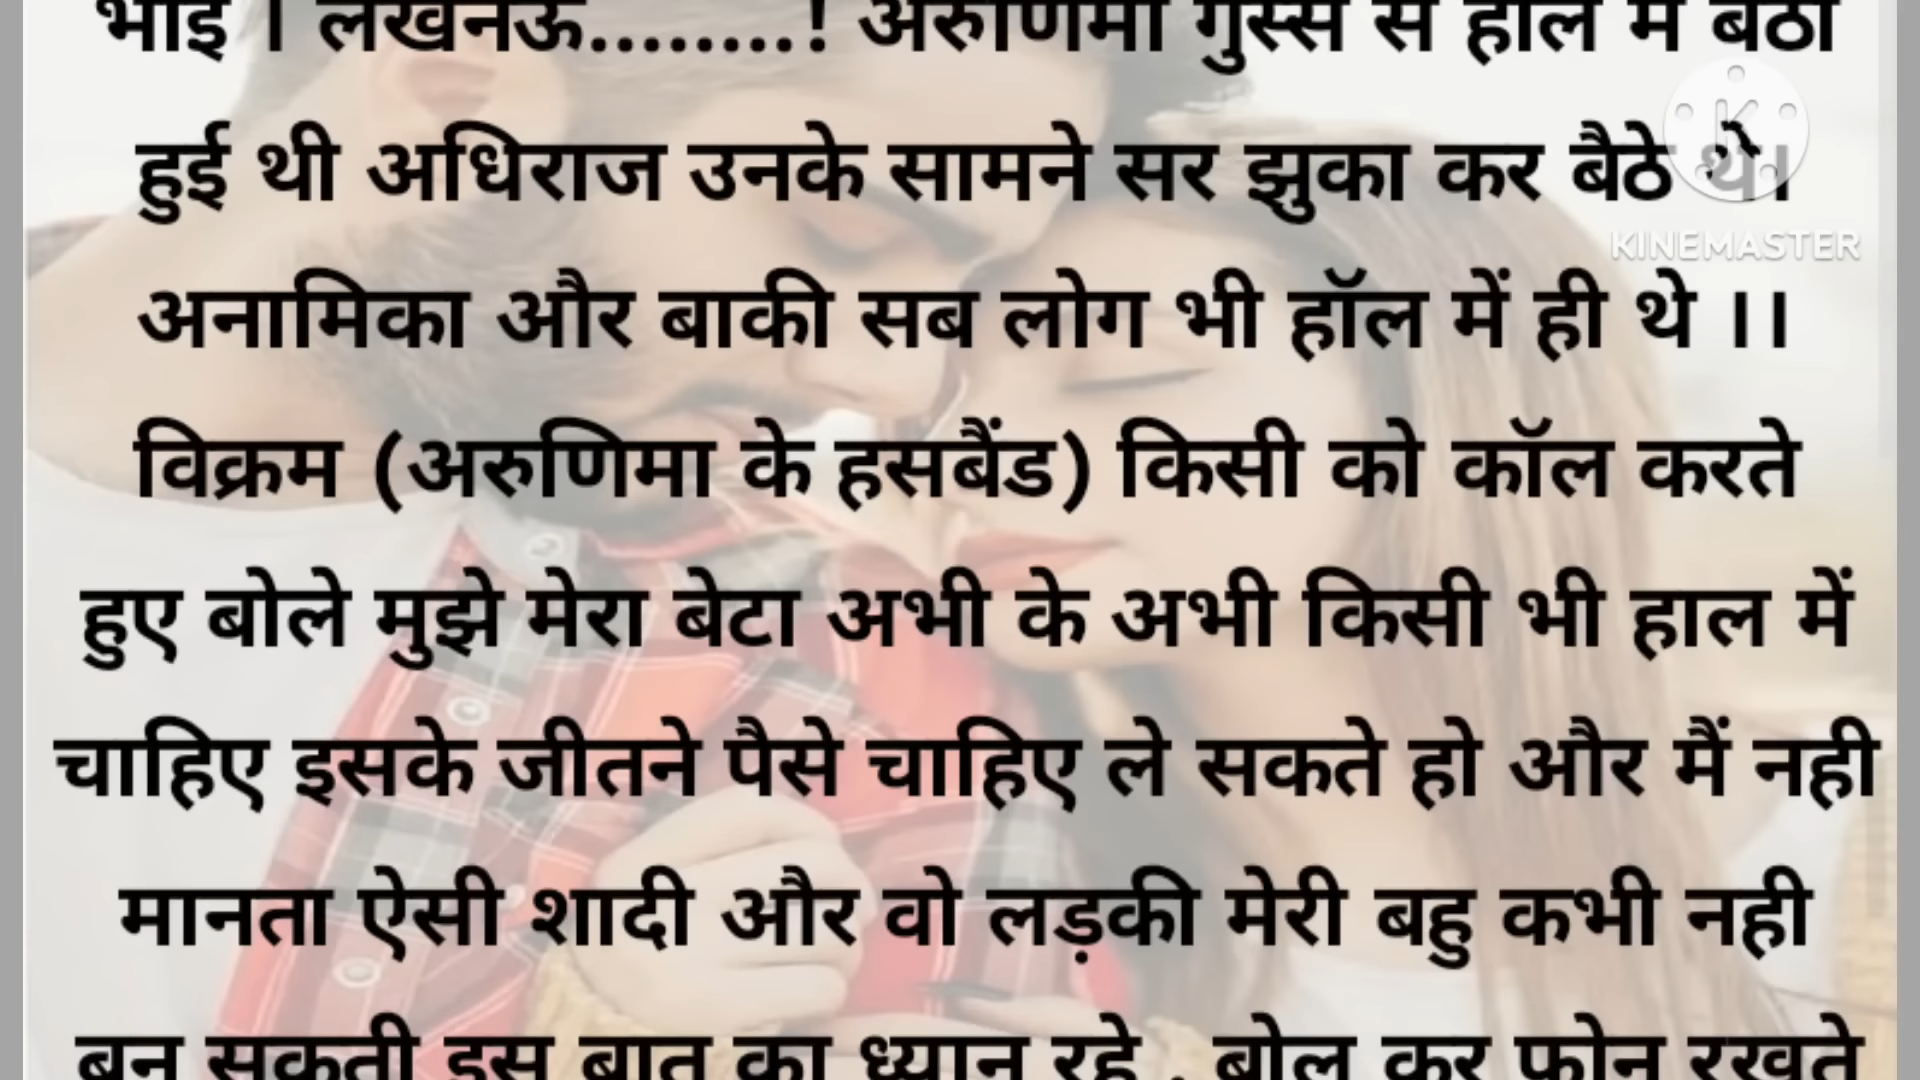 भाई । लखनऊ........! अरुणिमा गुस्से से हॉल में बैठी
हुई थी अधिराज उनके सामने सर झुका कर बैठे थे।
KINEMASTER
अनामिका और बाकी सब लोग भी हॉल में ही थे ।।
विक्रम (अरुणिमा के हसबैंड) किसी को कॉल करते
हुए बोले मुझे मेरा बेटा अभी के अभी किसी भी हाल में
चाहिए इसके जीतने पैसे चाहिए ले सकते हो और मैं नही
मानता ऐसी शादी और वो लड़की मेरी बहु कभी नही
बन सकती इस बात का ध्यान रहे , बोल कर फोन रखते